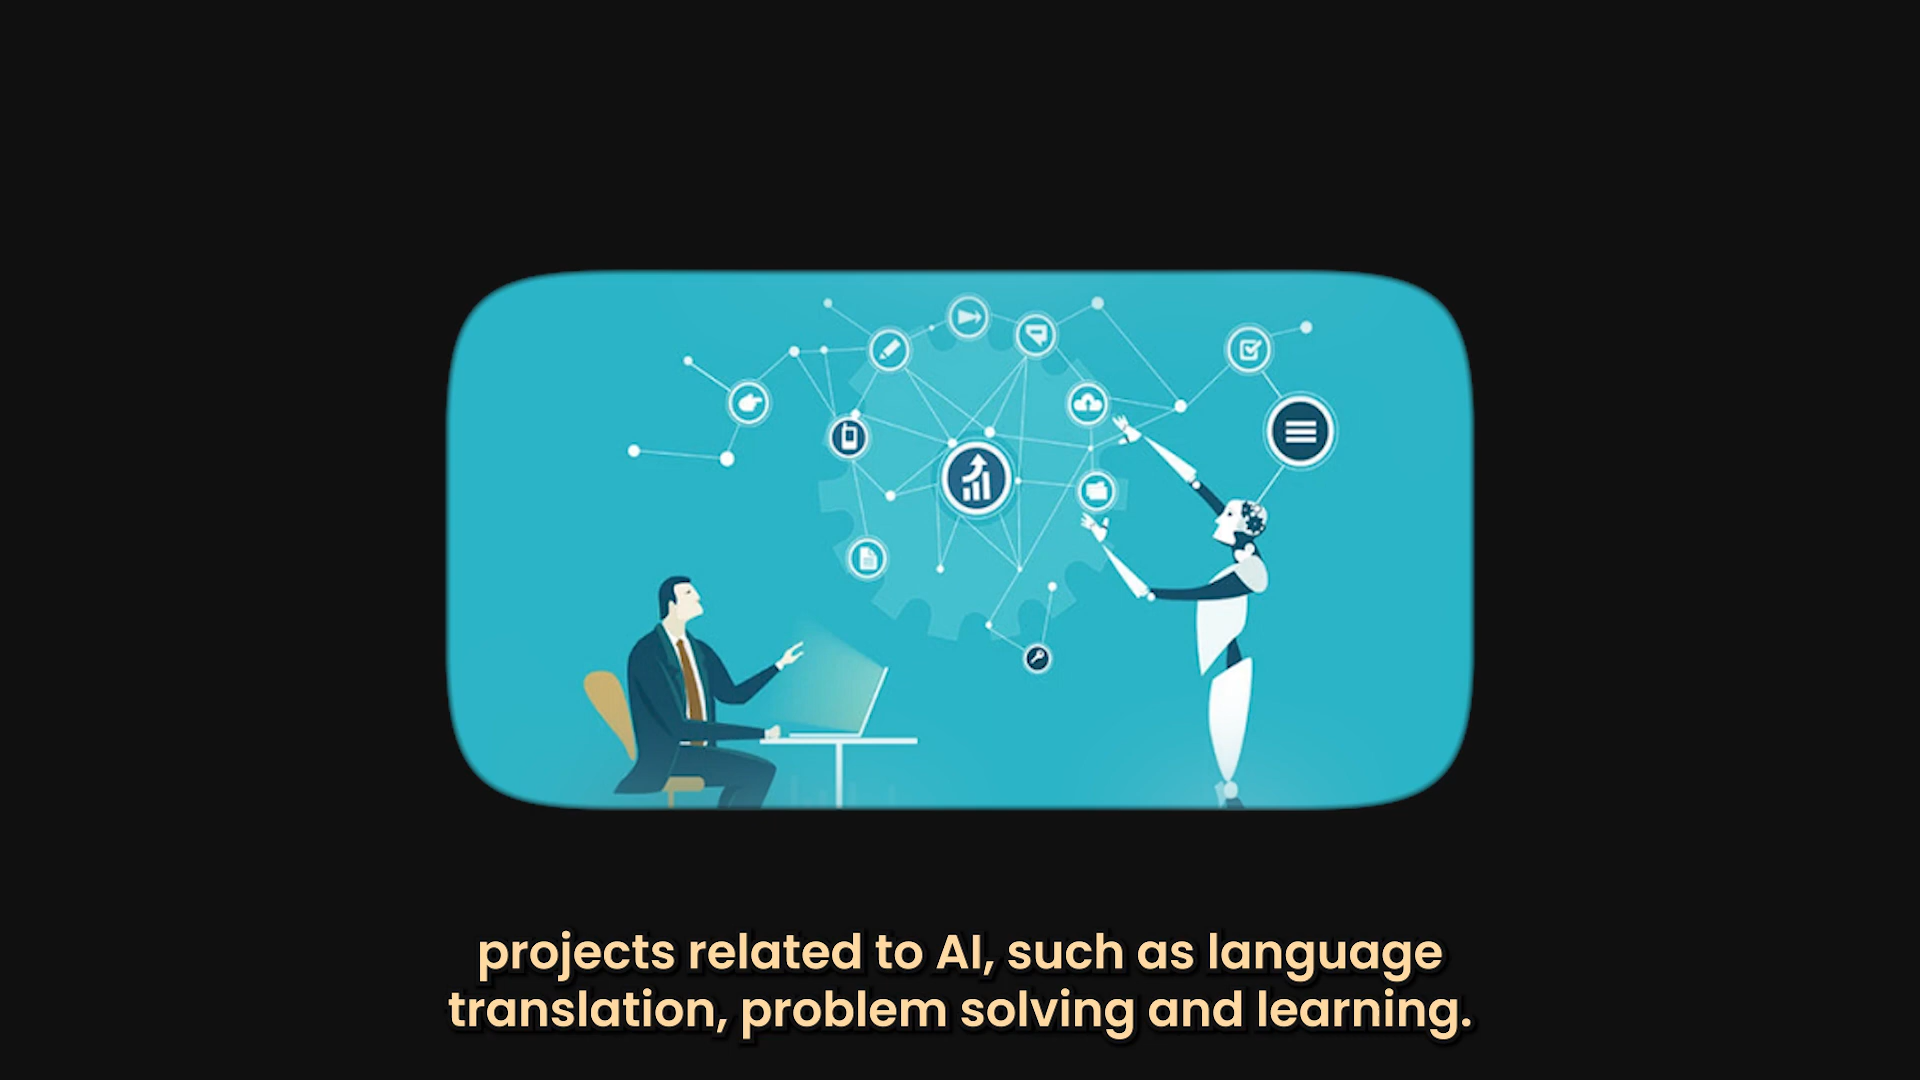 projects related to AI, such as language
translation, problem solving and learning.